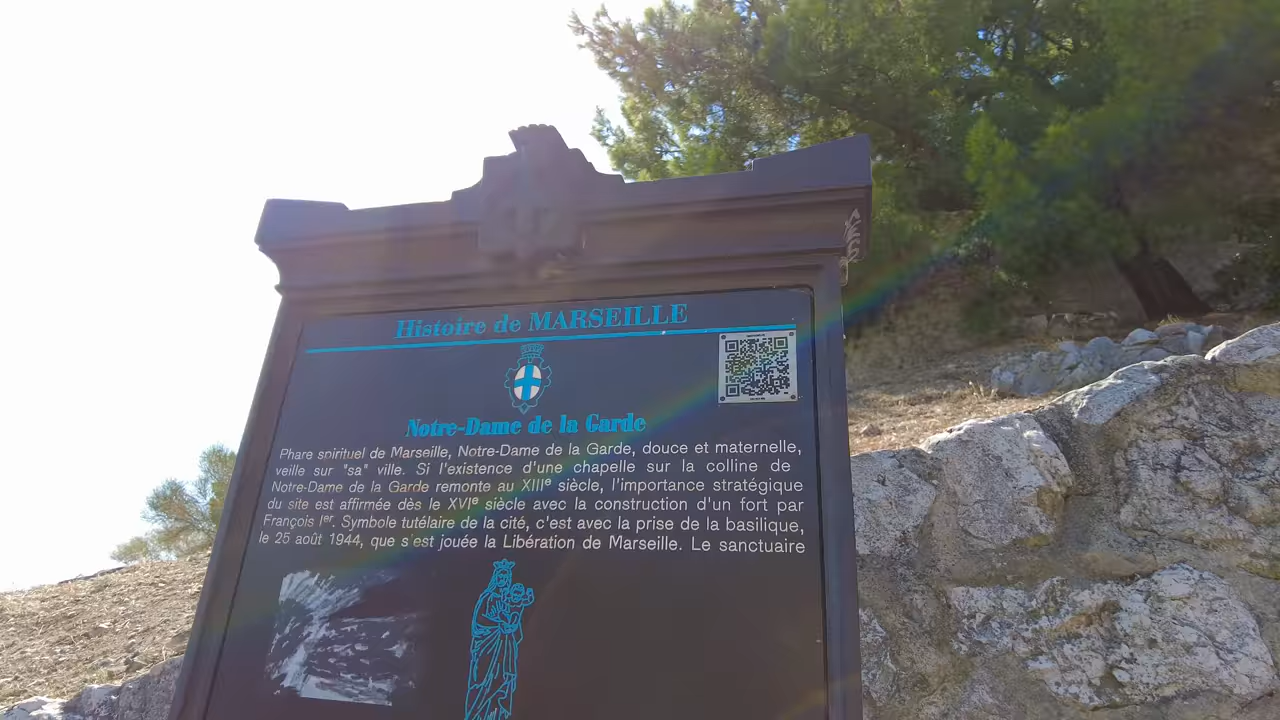 Histoire de MARSEILLE
Notre-Dame de la Garde
Phare spirituel de Marseille, Notre-Dame de la Garde, douce et maternelle,
veille sur "sa" ville. Si l'existence d'une chapelle sur la colline de
Notre-Dame de la Garde remonte au XIIIᵉ siècle, l'importance stratégique
du site est affirmée dès le XVIᵉ siècle avec la construction d'un fort par
François Iᵉʳ. Symbole tutélaire de la cité, c'est avec la prise de la basilique,
le 25 août 1944, que s'est jouée la Libération de Marseille. Le sanctuaire